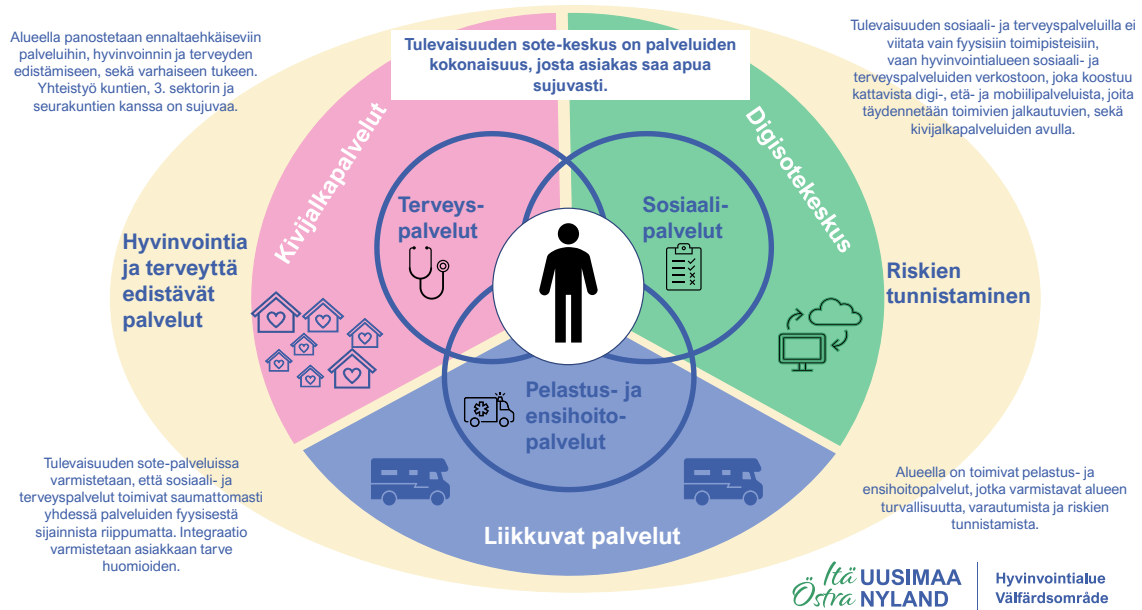 Alueella panostetaan ennaltaehkäiseviin
palveluihin, hyvinvoinnin ja terveyden
edistämiseen, sekä varhaiseen tukeen.
Yhteistyö kuntien, 3. sektorin ja
seurakuntien kanssa on sujuvaa.
Tulevaisuuden sote-keskus on palveluiden
kokonaisuus, josta asiakas saa apua
sujuvasti.
Tulevaisuuden sosiaali- ja terveyspalveluilla ei
viitata vain fyysisiin toimipisteisiin,
vaan hyvinvointialueen sosiaali- ja
terveyspalveluiden verkostoon, joka koostuu
kattavista digi-, etä- ja mobiilipalveluista, joita
täydennetään toimivien jalkautuvien, sekä
kivijalkapalveluiden avulla.
Kivijalkapalvelut
Digisotekeskus
Terveys-
palvelut
Sosiaali-
palvelut
Hyvinvointia
ja terveyttä
edistävät
palvelut
Riskien
tunnistaminen
Pelastus- ja
ensihoito-
palvelut
Liikkuvat palvelut
Tulevaisuuden sote-palveluissa
varmistetaan, että sosiaali- ja
terveyspalvelut toimivat saumattomasti
yhdessä palveluiden fyysisestä
sijainnista riippumatta. Integraatio
varmistetaan asiakkaan tarve
huomioiden.
Alueella on toimivat pelastus- ja
ensihoitopalvelut, jotka varmistavat alueen
turvallisuutta, varautumista ja riskien
tunnistamista.
Itä UUSIMAA
Östra NYLAND
Hyvinvointialue
Välfärdsområde